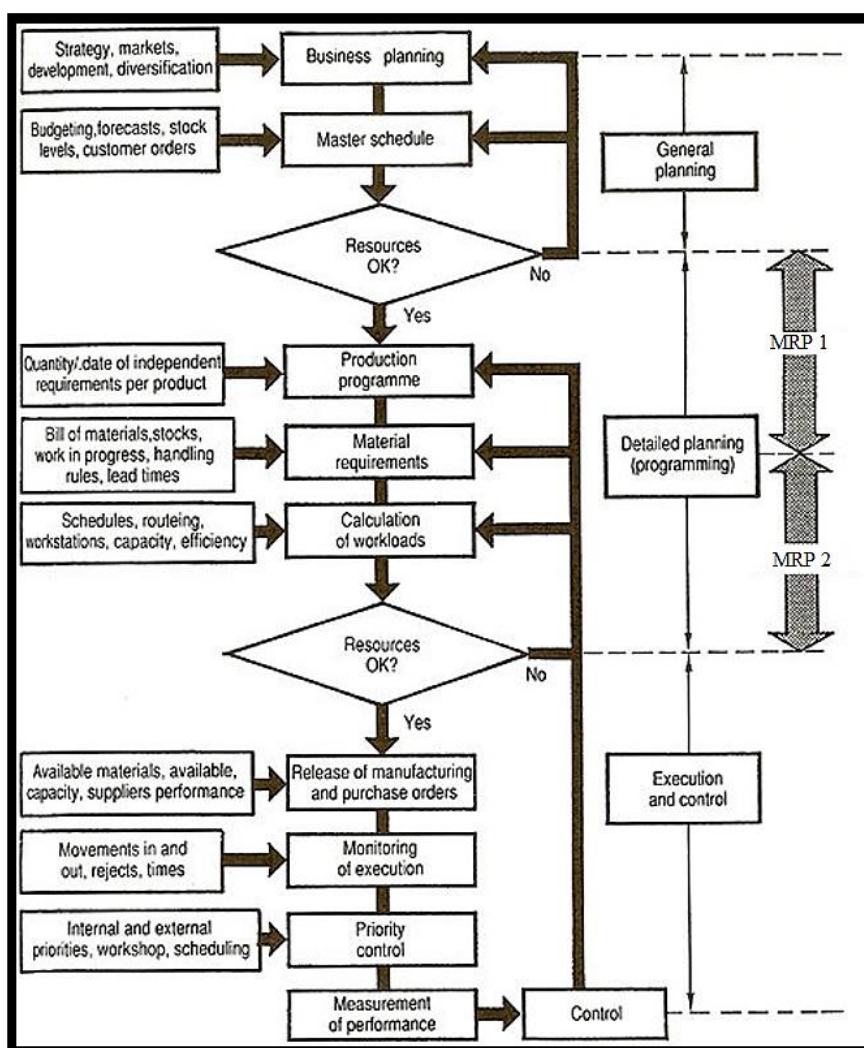 Strategy, markets,
development, diversification
Business planning
Budgeting,forecasts, stock
levels, customer orders
Master schedule
General
planning
Resources
OK?
No
Yes
MRP 1
Quantity/.date of independent
requirements per product
Production
programme
Bill of materials,stocks,
work in progress, handling
rules, lead times
Material
requirements
Detailed planning
(programming)
Schedules, routeing,
workstations, capacity, efficiency
Calculation
of workloads
MRP 2
Resources
OK?
No
Yes
Available materials, available,
capacity, suppliers performance
Release of manufacturing
and purchase orders
Execution
and control
Movements in and
out, rejects, times
Monitoring
of execution
Internal and external
priorities, workshop, scheduling
Priority
control
Measurement
of performance
Control